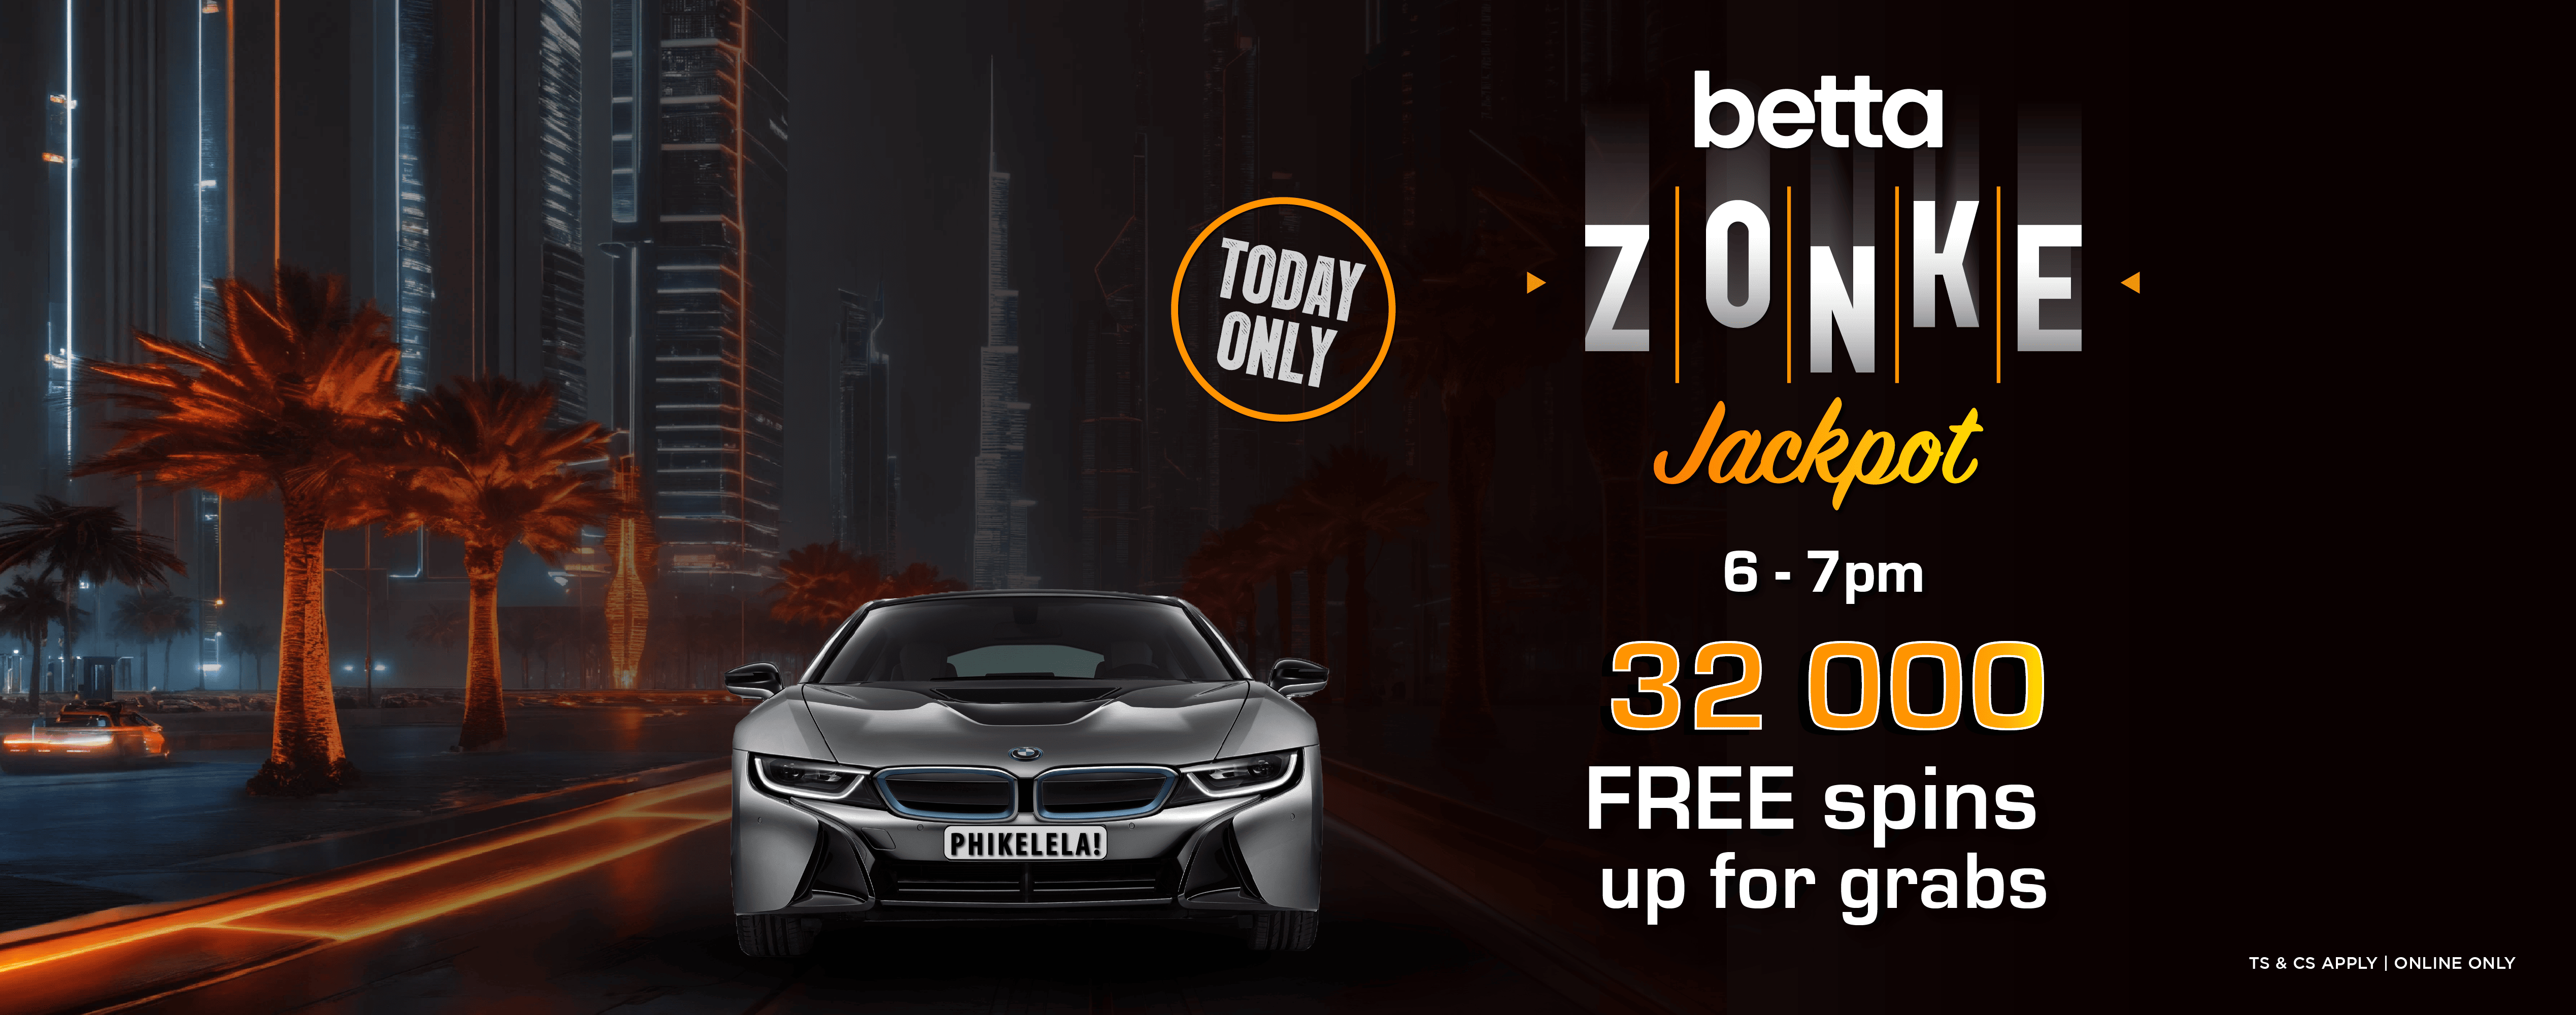 TODAY
ONLY
betta
ZONKE
Jackpot
6 - 7pm
32 000
FREE spins
up for grabs
PHIKELELA!
TS & CS APPLY | ONLINE ONLY